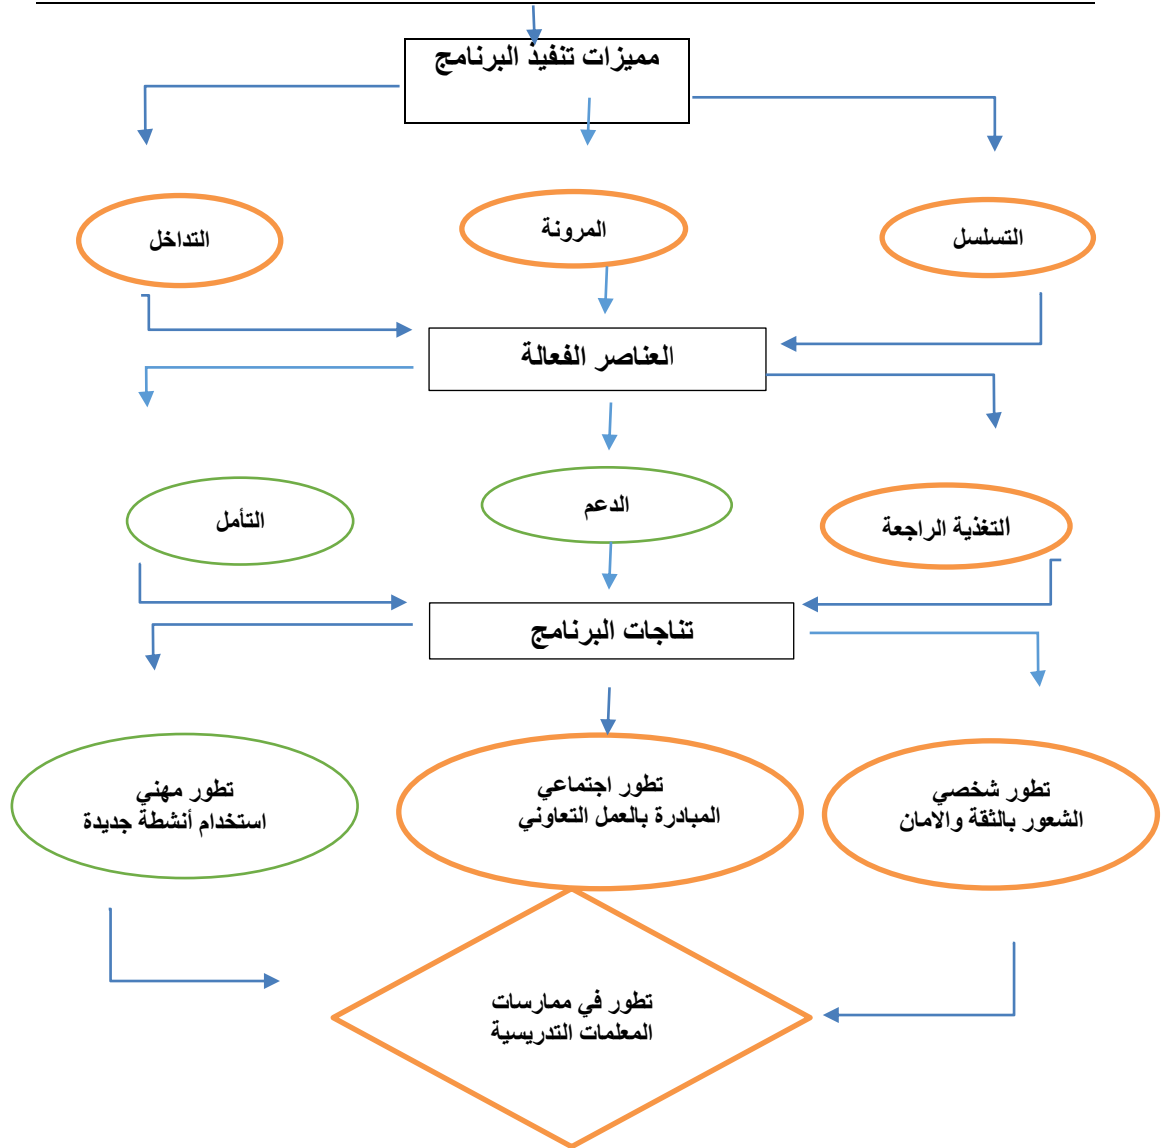 مميزات تنفيذ البرنامج
التسلسل
المرونة
التداخل
العناصر الفعالة
التغذية الراجعة
الدعم
التأمل
تناجات البرنامج
تطور شخصي
الشعور بالثقة والامان
تطور اجتماعي
المبادرة بالعمل التعاوني
تطور مهني
استخدام أنشطة جديدة
تطور في ممارسات
المعلمات التدريسية